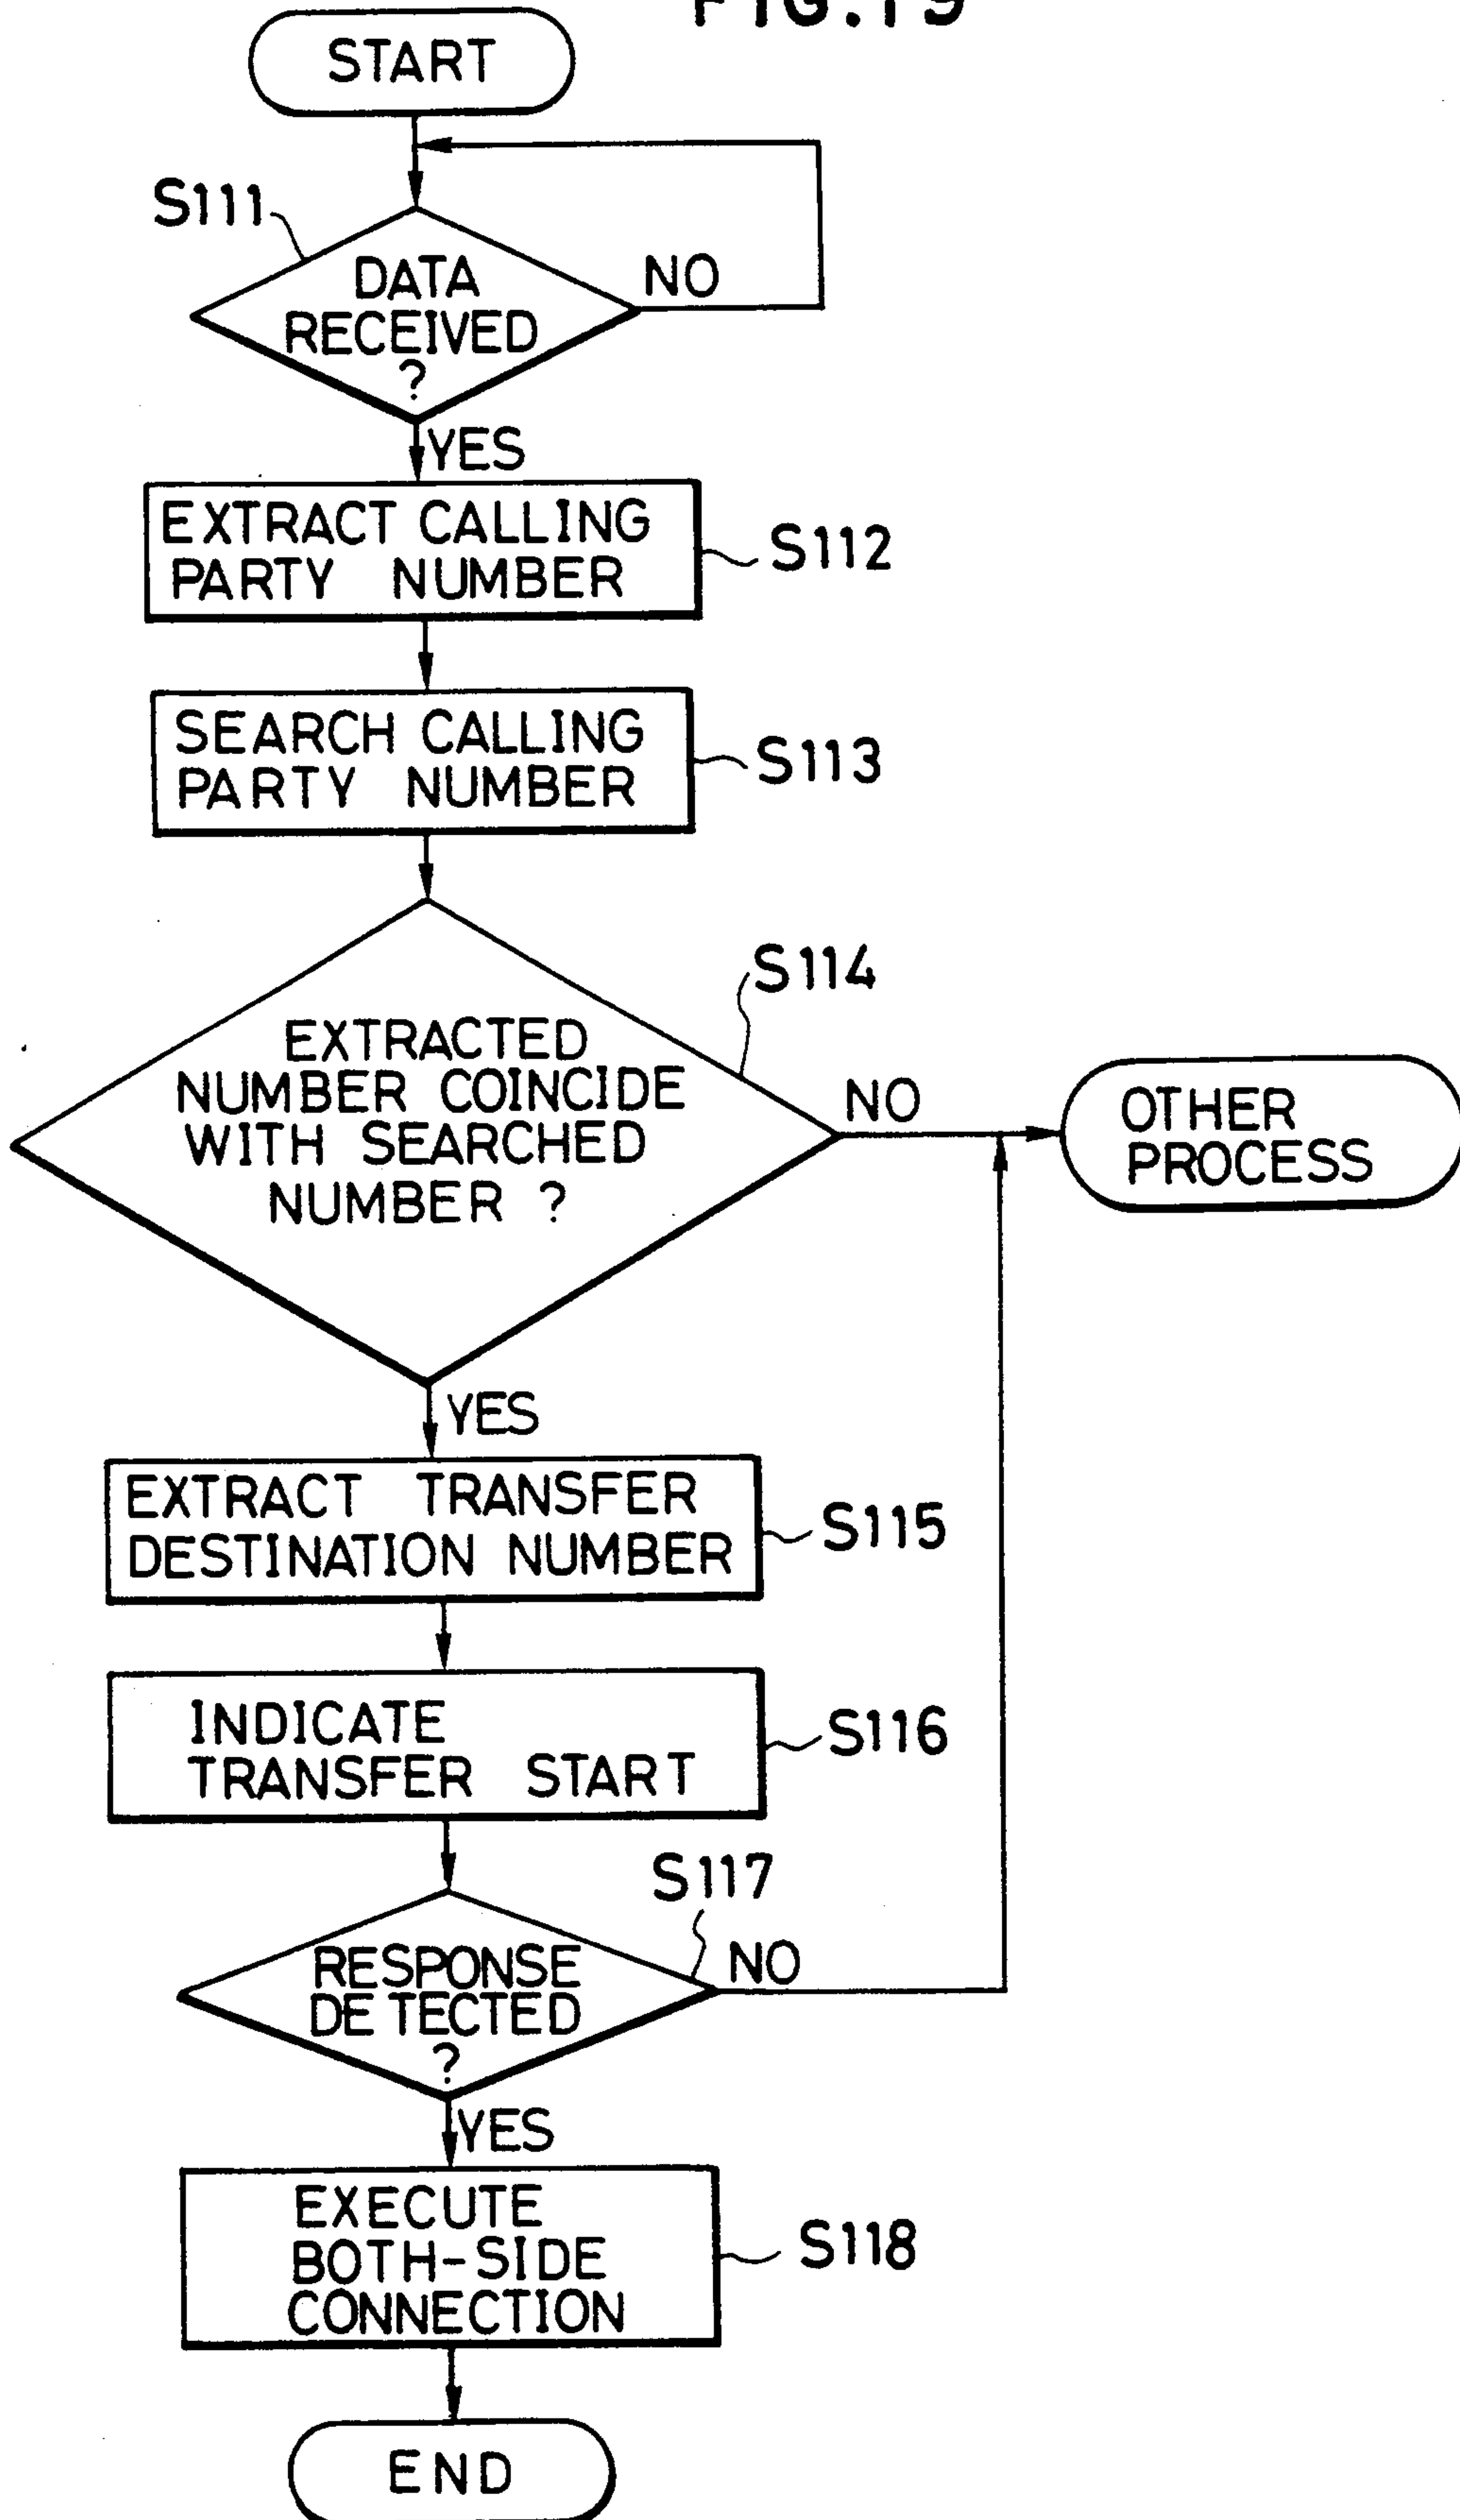 START
S111
DATA
RECEIVED
?
NO
YES
EXTRACT CALLING
PARTY NUMBER
S112
SEARCH CALLING
PARTY NUMBER
S113
S114
EXTRACTED
NUMBER COINCIDE
WITH SEARCHED
NUMBER ?
NO
OTHER
PROCESS
YES
EXTRACT TRANSFER
DESTINATION NUMBER
S115
INDICATE
TRANSFER START
S116
S117
RESPONSE
DETECTED
?
NO
YES
EXECUTE
BOTH-SIDE
CONNECTION
S118
END